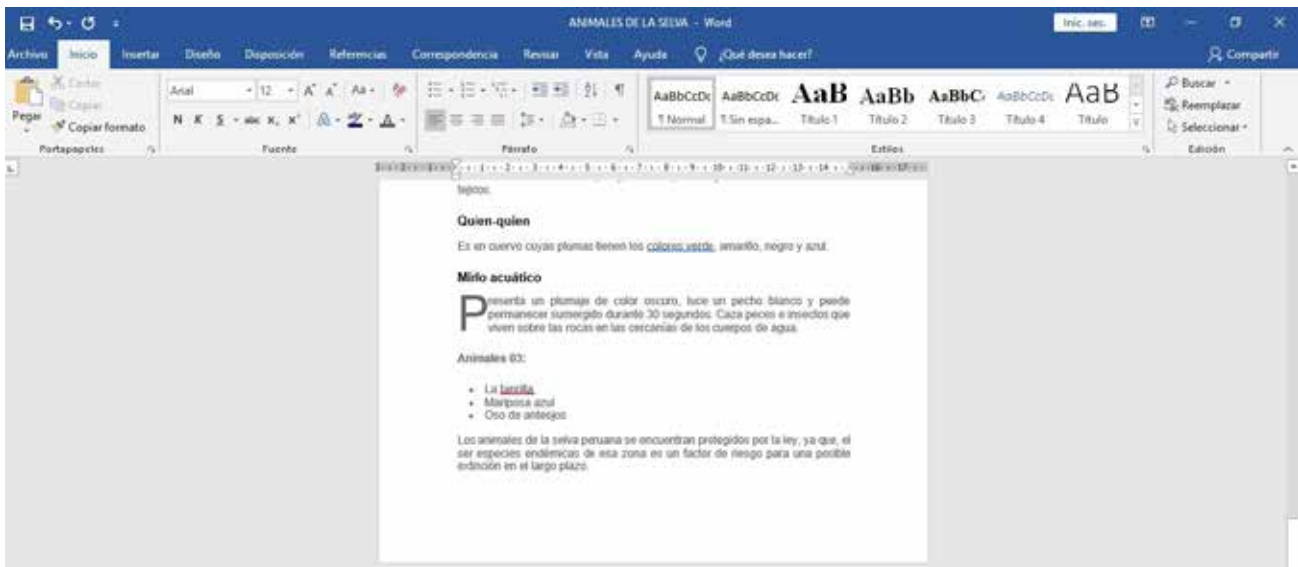 ANIMALES DE LA SELVA - Word
Inic. ses.
Archivo Inicio Insertar Diseño Disposición Referencias Correspondencia Revisar Vista Ayuda ¿Qué desea hacer? Compartir
Pegar
Cortar
Copiar
Copiar formato
Portapapeles
Arial 12 Aa
N K S abc x, x'
Fuente
Párrafo
AaBbCcDc AaBbCcDc AaB AaBb AaBbC AaBbCcDc AaB
¶ Normal ¶ Sin espa... Título 1 Título 2 Título 3 Título 4 Título
Estilos
Buscar
Reemplazar
Seleccionar
Edición
tejidos.
Quien-quien
Es un cuervo cuyas plumas tienen los colores verde, amarillo, negro y azul.
Mirlo acuático
Presenta un plumaje de color oscuro, luce un pecho blanco y puede
permanecer sumergido durante 30 segundos. Caza peces e insectos que
viven sobre las rocas en las cercanías de los cuerpos de agua.
Animales 03:
• La
• Mariposa azul
• Oso de anteojos
Los animales de la selva peruana se encuentran protegidos por la ley, ya que, el
ser especies endémicas de esa zona es un factor de riesgo para una posible
extinción en el largo plazo.